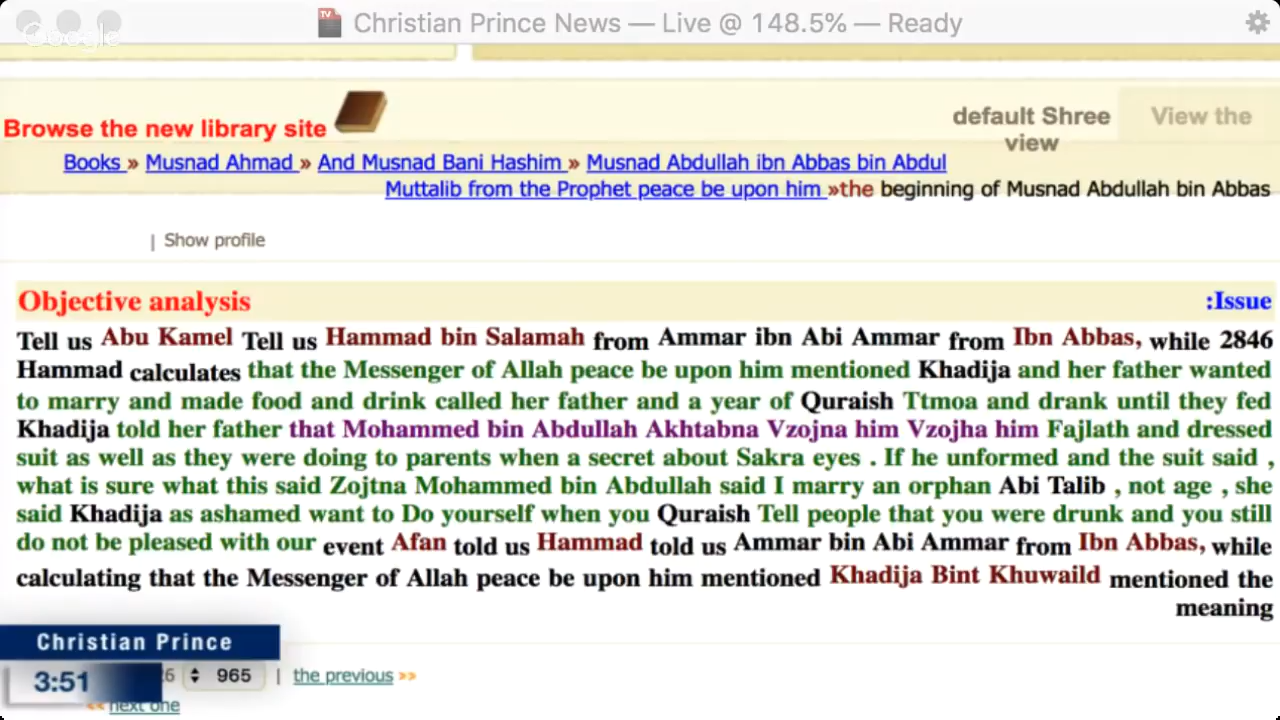 Christian Prince News — Live @ 148.5% — Ready
Google
Browse the new library site
default Shree view
View the
Books » Musnad Ahmad » And Musnad Bani Hashim » Musnad Abdullah ibn Abbas bin Abdul
Muttalib from the Prophet peace be upon him »the beginning of Musnad Abdullah bin Abbas
| Show profile
Objective analysis
:Issue
Tell us Abu Kamel Tell us Hammad bin Salamah from Ammar ibn Abi Ammar from Ibn Abbas, while 2846
Hammad calculates that the Messenger of Allah peace be upon him mentioned Khadija and her father wanted
to marry and made food and drink called her father and a year of Quraish Ttmoa and drank until they fed
Khadija told her father that Mohammed bin Abdullah Akhtabna Vzojna him Vzojha him Fajlath and dressed
suit as well as they were doing to parents when a secret about Sakra eyes . If he unformed and the suit said ,
what is sure what this said Zojtna Mohammed bin Abdullah said I marry an orphan Abi Talib , not age , she
said Khadija as ashamed want to Do yourself when you Quraish Tell people that you were drunk and you still
do not be pleased with our event Afan told us Hammad told us Ammar bin Abi Ammar from Ibn Abbas, while
calculating that the Messenger of Allah peace be upon him mentioned Khadija Bint Khuwaild mentioned the
meaning
Christian Prince
3:51
6 965 | the previous »
« next one